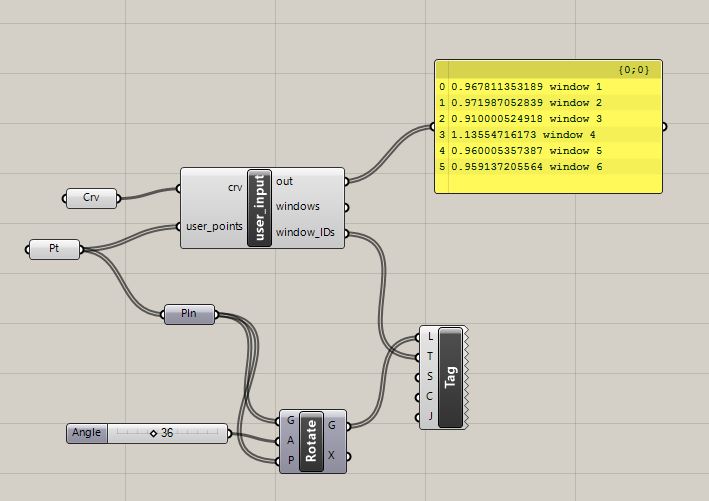 {0;0}
0 0.967811353189 window 1
1 0.971987052839 window 2
2 0.910000524918 window 3
3 1.13554716173 window 4
4 0.960005357387 window 5
5 0.959137205564 window 6
Crv
crv
user_points
user_input
out
windows
window_IDs
Pt
Pln
L
T
S
C
J
Tag
Angle
36
G
A
P
Rotate
G
X